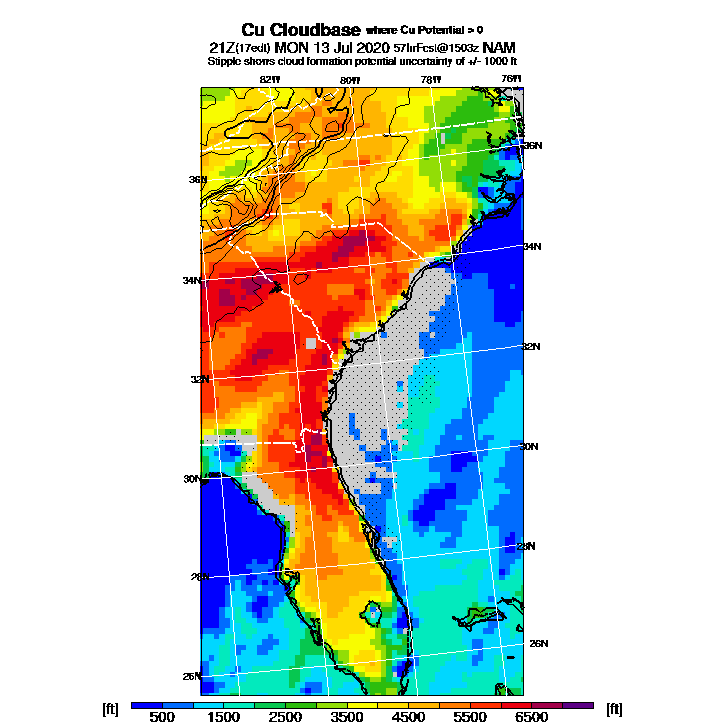 Cu Cloudbase where Cu Potential > 0
21Z(17edt) MON 13 Jul 2020 57hrFcst@1503z NAM
Stipple shows cloud formation potential uncertainty of +/- 1000 ft
82W 80W 78W 76W
36N
36N
34N
34N
32N
32N
30N
30N
28N
28N
26N
26N
[ft] 500 1500 2500 3500 4500 5500 6500 [ft]